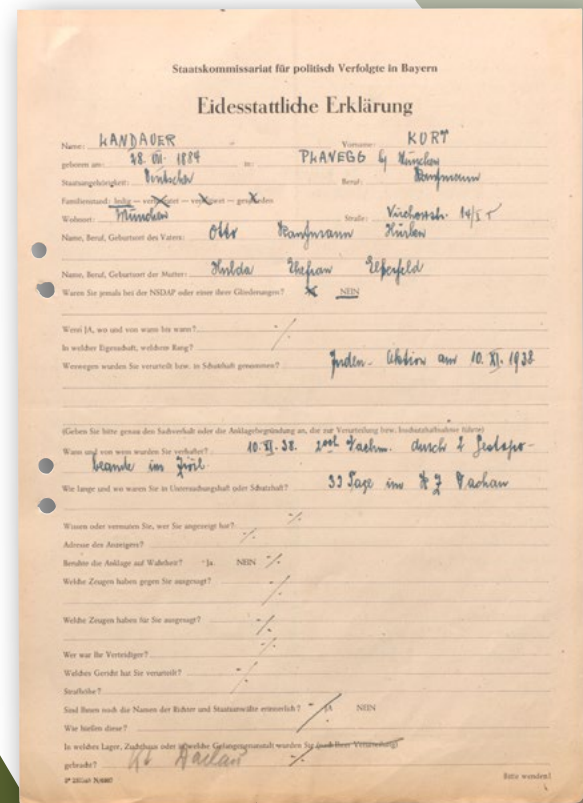 Staatskommissariat für politisch Verfolgte in Bayern
Eidesstattliche Erklärung
Name: LANDAUER Vorname: KURT
geboren am: 28. VII. 1884 in: PLANEGG bei München
Staatsangehörigkeit: Deutscher Beruf: Kaufmann
Familienstand: ledig — verheiratet — verwitwet — geschieden
Wohnort: München Straße: Virchowstr. 14/I r
Name, Beruf, Geburtsort des Vaters: Otto Kaufmann Hürben
Name, Beruf, Geburtsort der Mutter: Hulda Ehefrau Elberfeld
Waren Sie jemals bei der NSDAP oder einer ihrer Gliederungen? NEIN
Wenn JA, wo und von wann bis wann? -/-
In welcher Eigenschaft, welchem Rang?
Weswegen wurden Sie verurteilt bzw. in Schutzhaft genommen? Juden-Aktion am 10. XI. 1938
(Geben Sie bitte genau den Sachverhalt oder die Anklagebegründung an, die zur Verurteilung bzw. Inschutzhaftnahme führte)
Wann und von wem wurden Sie verhaftet? 10. XI. 38. Nachm. durch 2 Gestapo-
beamte im Zivil.
Wie lange und wo waren Sie in Untersuchungshaft oder Schutzhaft? 33 Tage im K Z Dachau
Wissen oder vermuten Sie, wer Sie angezeigt hat? -/-
Adresse des Anzeigers? -/-
Beruhte die Anklage auf Wahrheit? Ja. NEIN -/-
Welche Zeugen haben gegen Sie ausgesagt? -/-
Welche Zeugen haben für Sie ausgesagt? -/-
Wer war Ihr Verteidiger? -/-
Welches Gericht hat Sie verurteilt? -/-
Strafhöhe? -/-
Sind Ihnen noch die Namen der Richter und Staatsanwälte erinnerlich? JA NEIN
Wie hießen diese? -/-
In welches Lager, Zuchthaus oder in welche Gefangenenanstalt wurden Sie (nach Ihrer Verurteilung)
gebracht? KZ Dachau -/-
Bitte wenden!